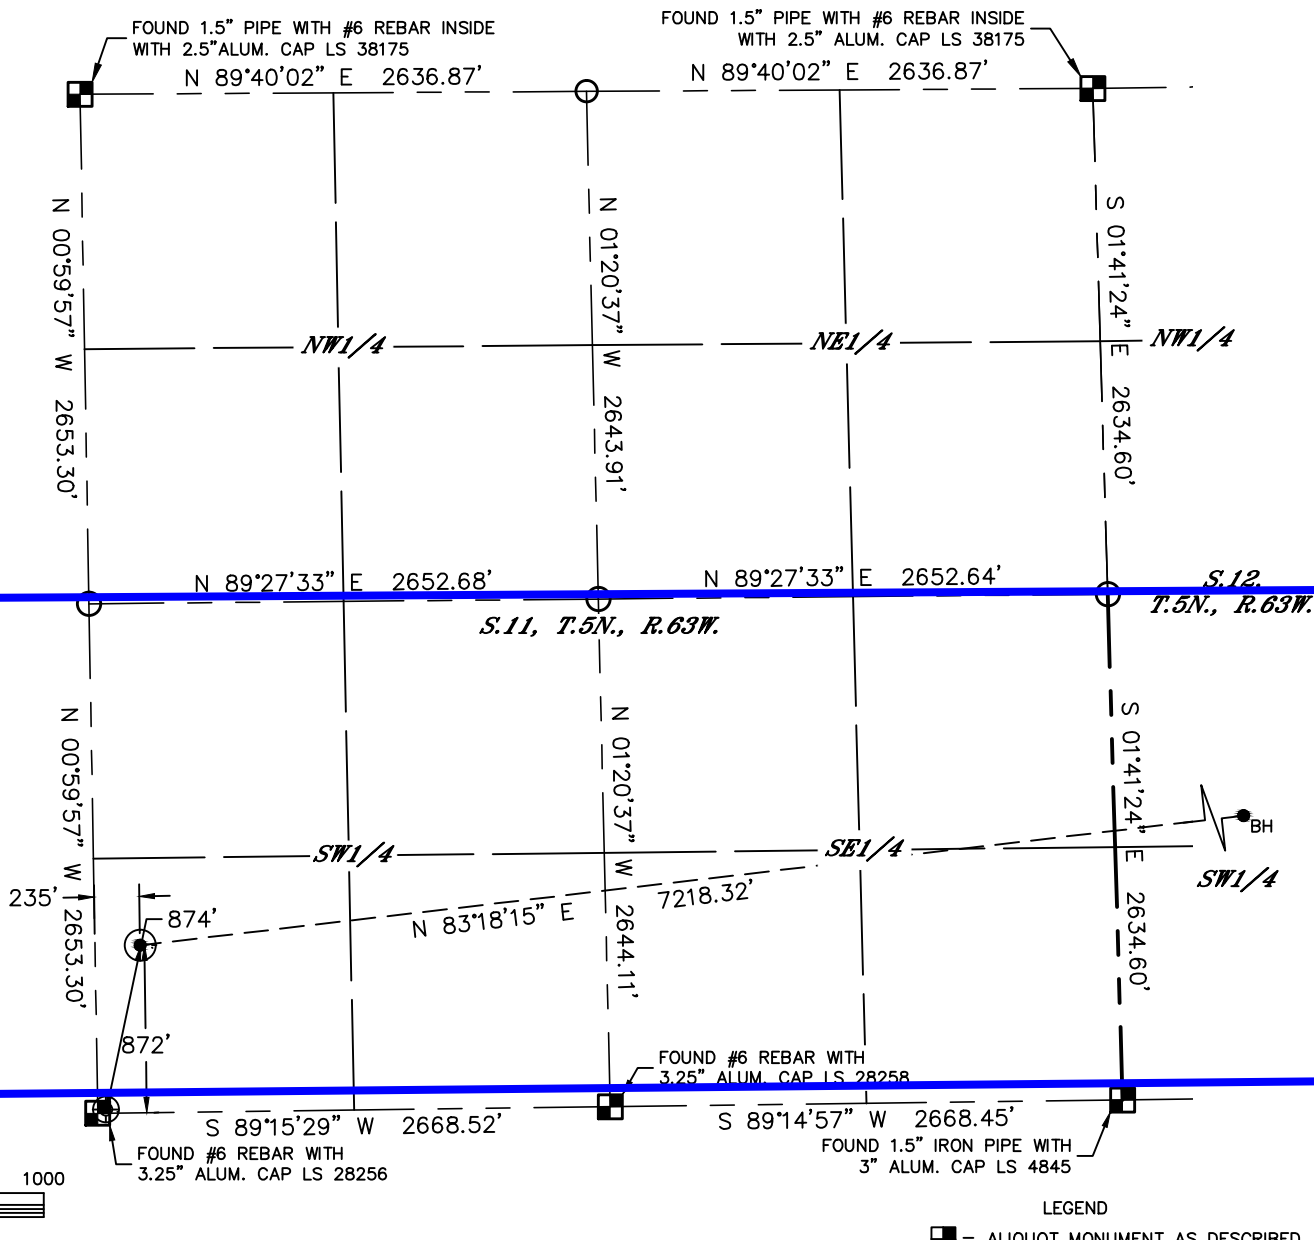 FOUND 1.5” PIPE WITH #6 REBAR INSIDE
WITH 2.5”ALUM. CAP LS 38175
FOUND 1.5” PIPE WITH #6 REBAR INSIDE
WITH 2.5” ALUM. CAP LS 38175
N 89°40’02” E 2636.87’
N 89°40’02” E 2636.87’
N 00°59’57” W 2653.30’
N 01°20’37” W 2643.91’
S 01°41’24” E 2634.60’
NW1/4
NE1/4
NW1/4
N 89°27’33” E 2652.68’
N 89°27’33” E 2652.64’
S.12.
T.5N., R.63W.
S.11, T.5N., R.63W.
N 00°59’57” W 2653.30’
N 01°20’37” W 2644.11’
S 01°41’24” E 2634.60’
BH
SW1/4
SE1/4
SW1/4
235’
874’
N 83°18’15” E 7218.32’
872’
FOUND #6 REBAR WITH
3.25” ALUM. CAP LS 28258
S 89°15’29” W 2668.52’
S 89°14’57” W 2668.45’
FOUND #6 REBAR WITH
3.25” ALUM. CAP LS 28256
FOUND 1.5” IRON PIPE WITH
3” ALUM. CAP LS 4845
1000
LEGEND
= ALIQUOT MONUMENT AS DESCRIBED